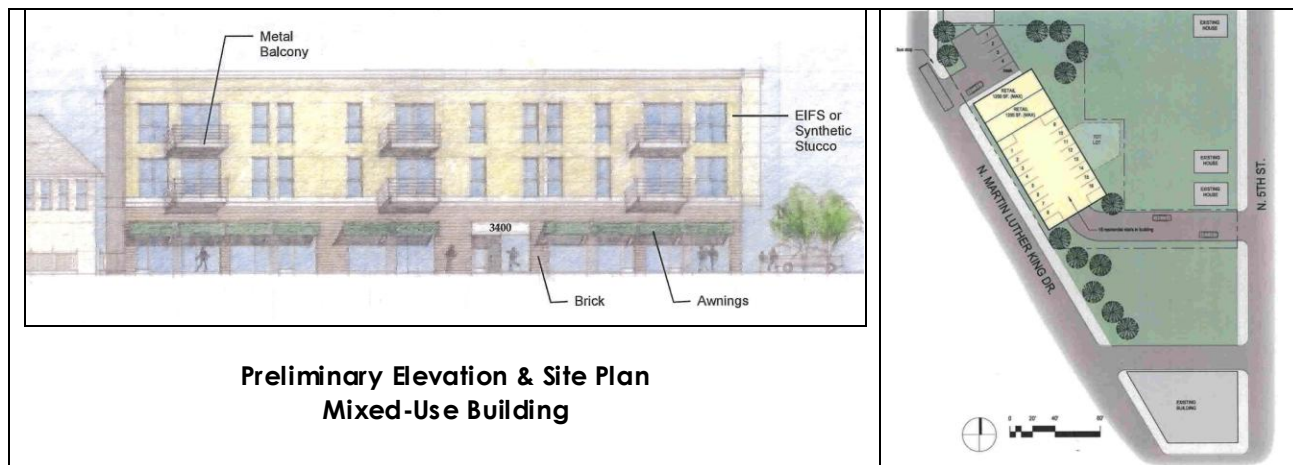 Metal
Balcony
EIFS or
Synthetic
Stucco
3400
Brick
Awnings
Preliminary Elevation & Site Plan
Mixed-Use Building
EXISTING
HOUSE
RETAIL
RETAIL
TOT
LOT
EXISTING
HOUSE
EXISTING
HOUSE
N. MARTIN LUTHER KING DR.
N. 5TH ST.
EXISTING
BUILDING
0 20' 40' 80'